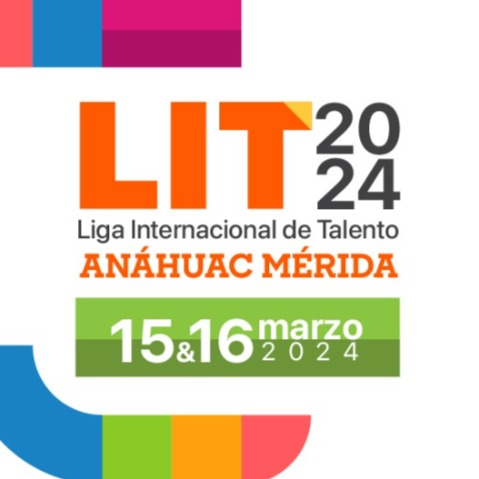 LIT 2024
Liga Internacional de Talento
ANÁHUAC MÉRIDA
15&16 marzo
2024